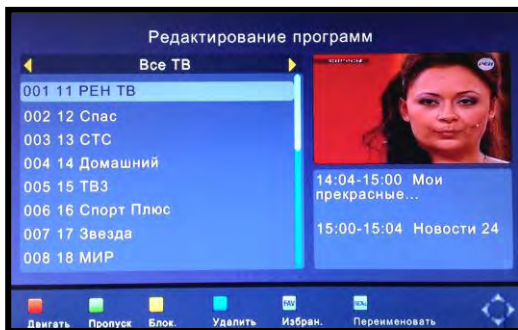 Редактирование программ
Все ТВ
001 11 РЕН ТВ
002 12 Спас
003 13 СТС
004 14 Домашний
005 15 ТВ3
006 16 Спорт Плюс
007 17 Звезда
008 18 МИР
14:04-15:00 Мои
прекрасные...
15:00-15:04 Новости 24
FAV
Двигать Пропуск Блок. Удалить Избран. Переименовать